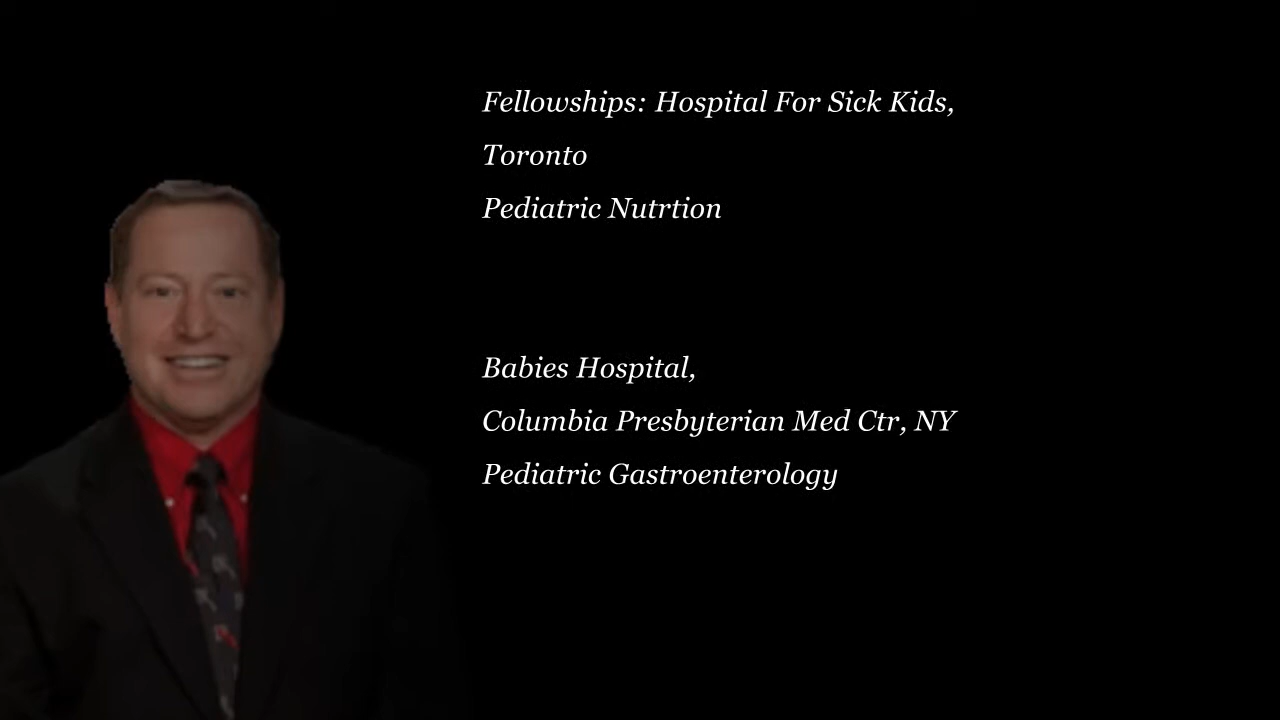 Fellowships: Hospital For Sick Kids,
Toronto
Pediatric Nutrtion
Babies Hospital,
Columbia Presbyterian Med Ctr, NY
Pediatric Gastroenterology